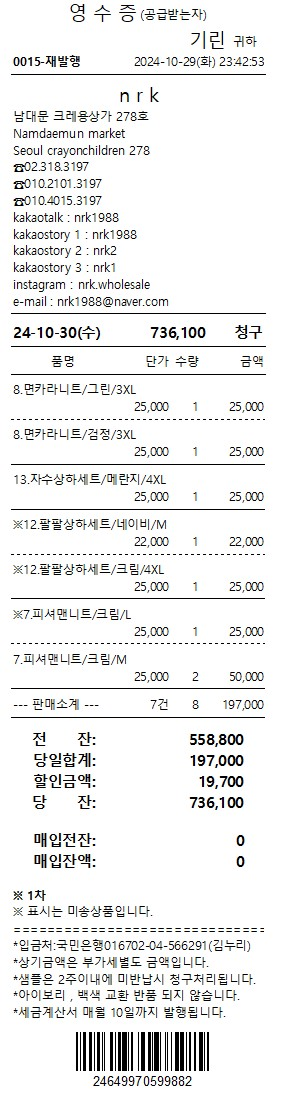 영 수 증 (공급받는자)
기린 귀하
0015-재발행 2024-10-29(화) 23:42:53
n r k
남대문 크레용상가 278호
Namdaemun market
Seoul crayonchildren 278
☎02.318.3197
☎010.2101.3197
☎010.4015.3197
kakaotalk : nrk1988
kakaostory 1 : nrk1988
kakaostory 2 : nrk2
kakaostory 3 : nrk1
instagram : nrk.wholesale
e-mail : nrk1988@naver.com
24-10-30(수) 736,100 청구
품명 단가 수량 금액
8.면카라니트/그린/3XL
25,000 1 25,000
8.면카라니트/검정/3XL
25,000 1 25,000
13.자수상하세트/메란지/4XL
25,000 1 25,000
※12.팔팔상하세트/네이비/M
22,000 1 22,000
※12.팔팔상하세트/크림/4XL
25,000 1 25,000
※7.피셔맨니트/크림/L
25,000 1 25,000
7.피셔맨니트/크림/M
25,000 2 50,000
--- 판매소계 --- 7건 8 197,000
전 잔: 558,800
당일합계: 197,000
할인금액: 19,700
당 잔: 736,100
매입전잔: 0
매입잔액: 0
※ 1차
※ 표시는 미송상품입니다.
==============================
*입금처:국민은행016702-04-566291(김누리)
*상기금액은 부가세별도 금액입니다.
*샘플은 2주이내에 미반납시 청구처리됩니다.
*아이보리 , 백색 교환 반품 되지 않습니다.
*세금계산서 매월 10일까지 발행됩니다.
24649970599882